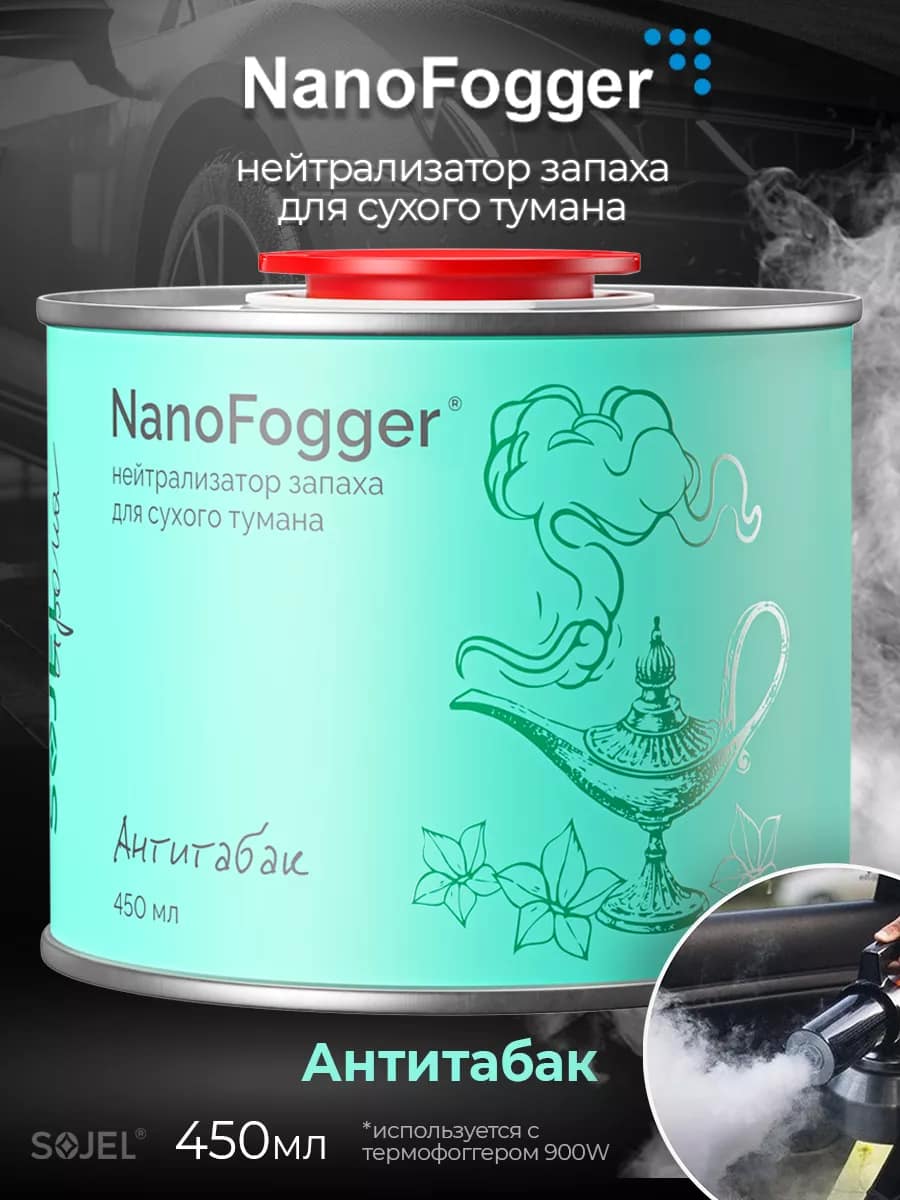 NanoFogger
нейтрализатор запаха
для сухого тумана
NanoFogger®
нейтрализатор запаха
для сухого тумана
Антитабак
450 мл
Антитабак
SOJEL®
450мл
*используется с
термофоггером 900W